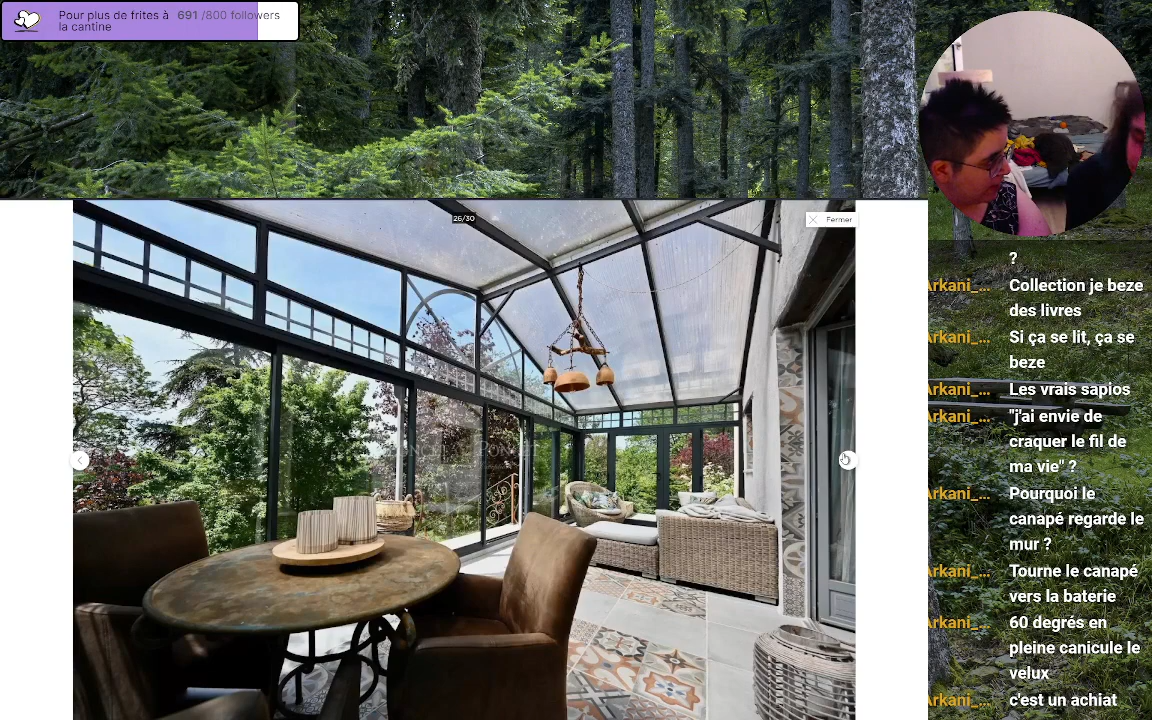 Pour plus de frites à 691 /800 followers
la cantine
26/30
Fermer
?
Arkani_... Collection je beze
des livres
Arkani_... Si ça se lit, ça se
beze
Arkani_... Les vrais sapios
Arkani_... "j'ai envie de
craquer le fil de
ma vie" ?
Arkani_... Pourquoi le
canapé regarde le
mur ?
Arkani_... Tourne le canapé
vers la baterie
Arkani_... 60 degrés en
pleine canicule le
velux
Arkani_... c'est un achiat